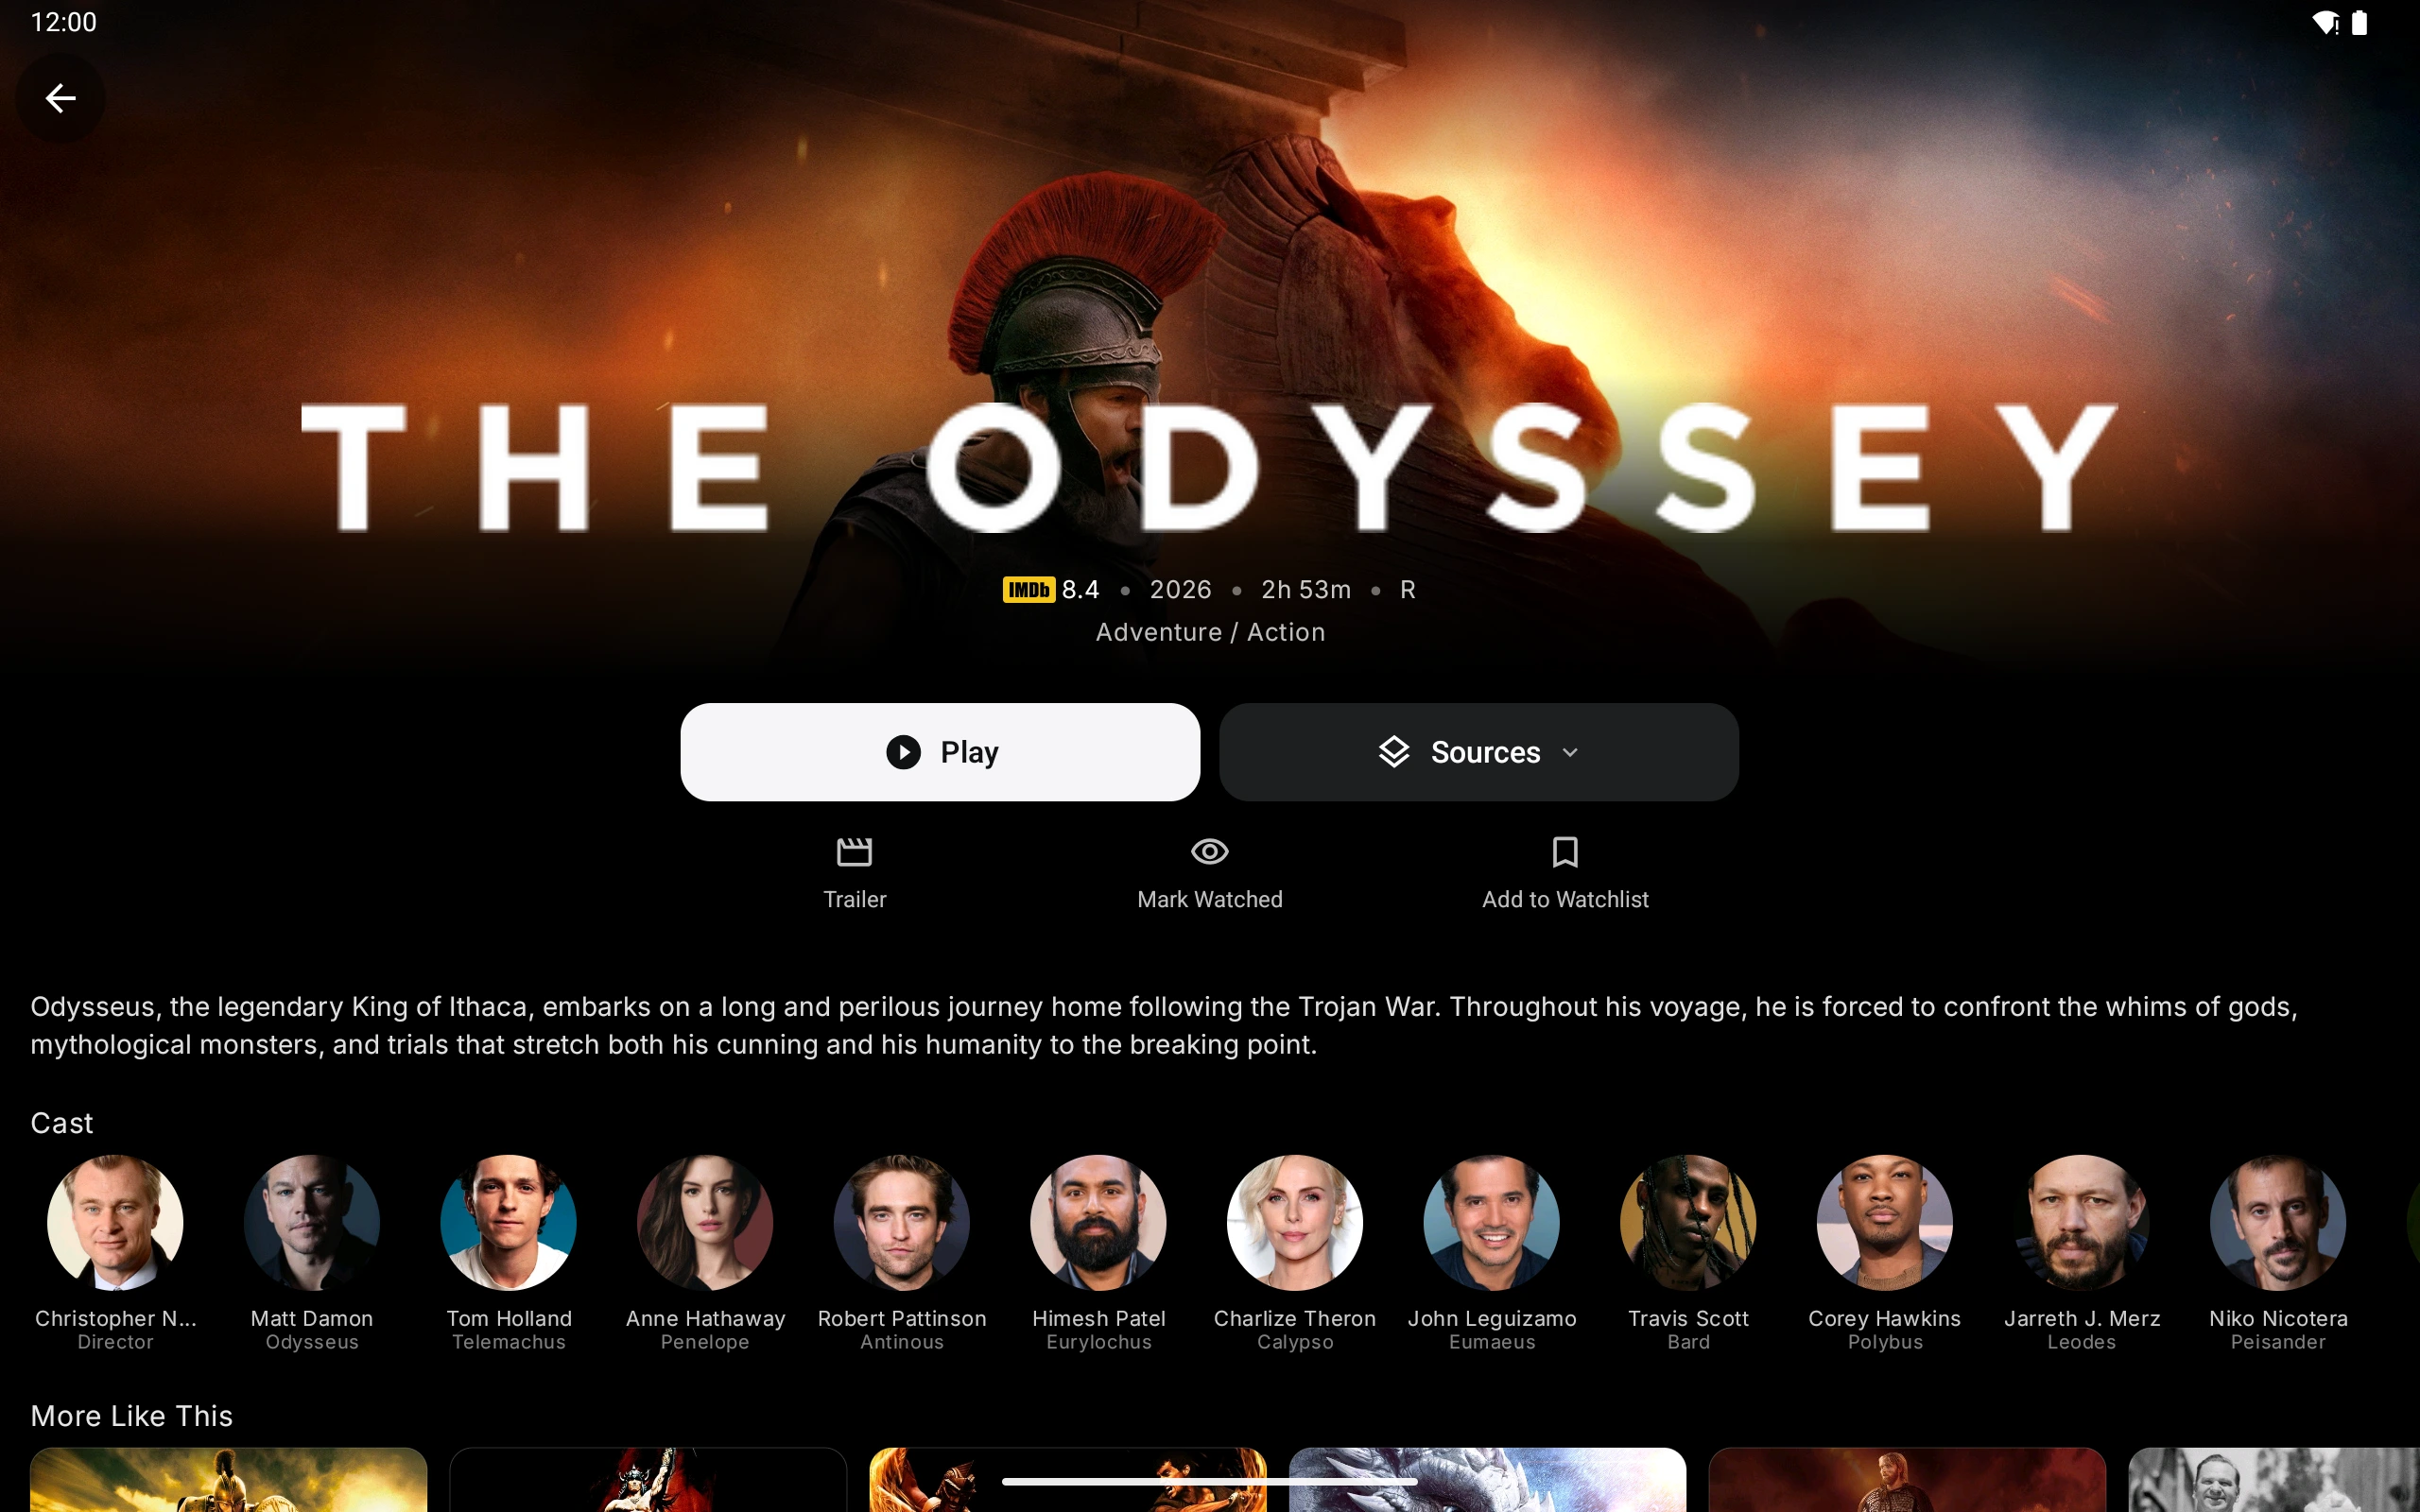 12:00
THE ODYSSEY
IMDb 8.4 • 2026 • 2h 53m • R
Adventure / Action
Play
Sources
Trailer
Mark Watched
Add to Watchlist
Odysseus, the legendary King of Ithaca, embarks on a long and perilous journey home following the Trojan War. Throughout his voyage, he is forced to confront the whims of gods,
mythological monsters, and trials that stretch both his cunning and his humanity to the breaking point.
Cast
Christopher N...
Director
Matt Damon
Odysseus
Tom Holland
Telemachus
Anne Hathaway
Penelope
Robert Pattinson
Antinous
Himesh Patel
Eurylochus
Charlize Theron
Calypso
John Leguizamo
Eumaeus
Travis Scott
Bard
Corey Hawkins
Polybus
Jarreth J. Merz
Leodes
Niko Nicotera
Peisander
More Like This